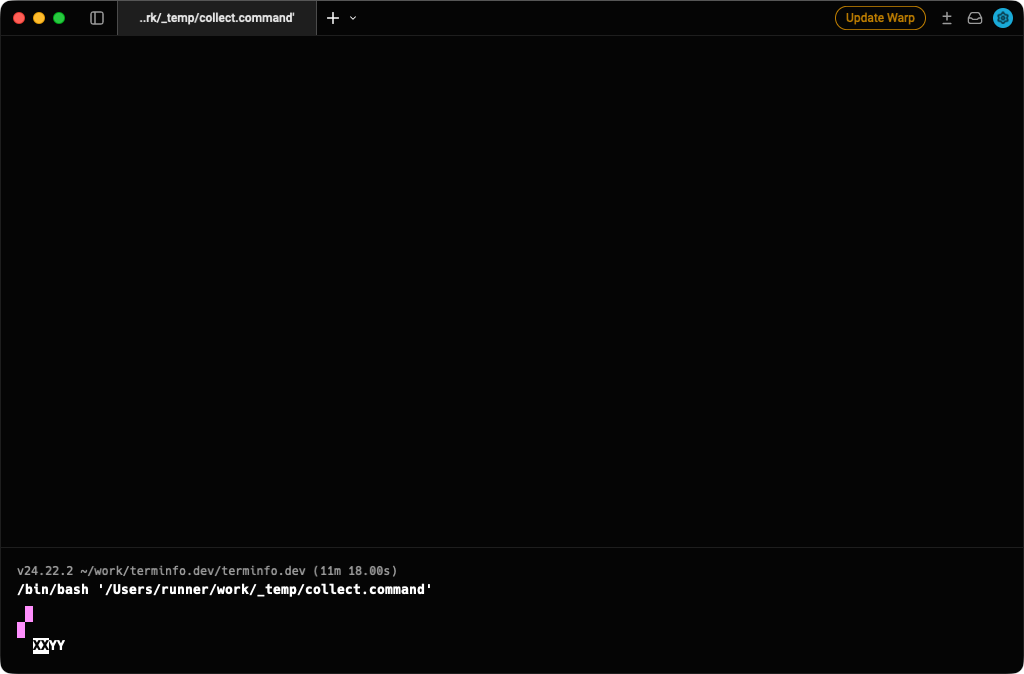 ..rk/_temp/collect.command'
Update Warp
v24.22.2 ~/work/terminfo.dev/terminfo.dev (11m 18.00s)
/bin/bash '/Users/runner/work/_temp/collect.command'
XXYY